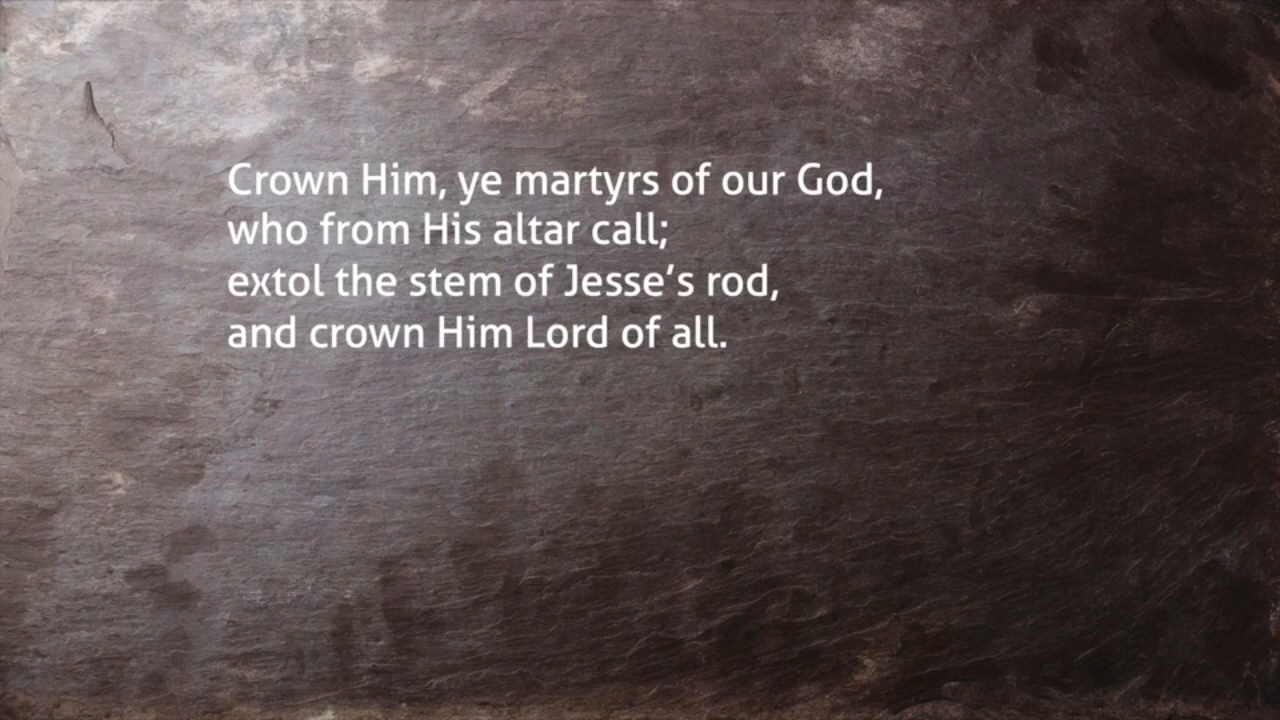 Crown Him, ye martyrs of our God,
who from His altar call;
extol the stem of Jesse’s rod,
and crown Him Lord of all.